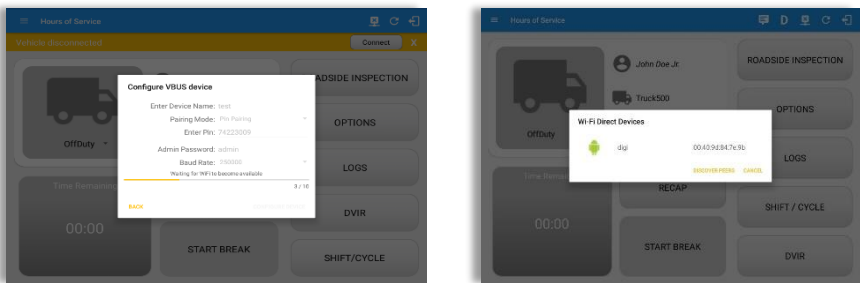 Hours of Service
Vehicle disconnected
Connect
X
Configure VBUS device
Enter Device Name: test
Pairing Mode: Pin Pairing
Enter Pin: 74223009
Admin Password: admin
Baud Rate:
Waiting for WiFi to become available
3 / 10
BACK
OffDuty
Time Remaining
00:00
START BREAK
ADSIDE INSPECTION
OPTIONS
LOGS
DVIR
SHIFT/CYCLE
Hours of Service
D
John Doe Jr.
Truck500
OffDuty
Wi-Fi Direct Devices
digi 00:40:9d:84:7e:9b
DISCOVER PEERS CANCEL
Time Remaining
00:00
RECAP
START BREAK
ROADSIDE INSPECTION
OPTIONS
LOGS
SHIFT / CYCLE
DVIR